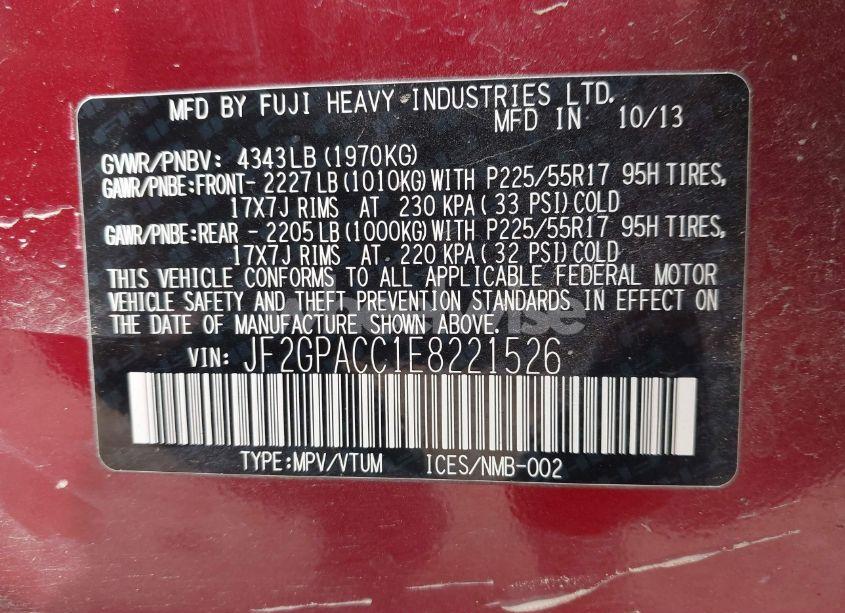 MFD BY FUJI HEAVY INDUSTRIES LTD.
MFD IN 10/13
GVWR/PNBV: 4343LB (1970KG)
GAWR/PNBE:FRONT- 2227LB (1010KG) WITH P225/55R17 95H TIRES,
17X7J RIMS AT 230 KPA( 33 PSI) COLD
GAWR/PNBE:REAR - 2205LB (1000KG) WITH P225/55R17 95H TIRES,
17X7J RIMS AT 220 KPA( 32 PSI) COLD
THIS VEHICLE CONFORMS TO ALL APPLICABLE FEDERAL MOTOR
VEHICLE SAFETY AND THEFT PREVENTION STANDARDS IN EFFECT ON
THE DATE OF MANUFACTURE SHOWN ABOVE.
VIN: JF2GPACC1E8221526
TYPE:MPV/VTUM ICES/NMB-002